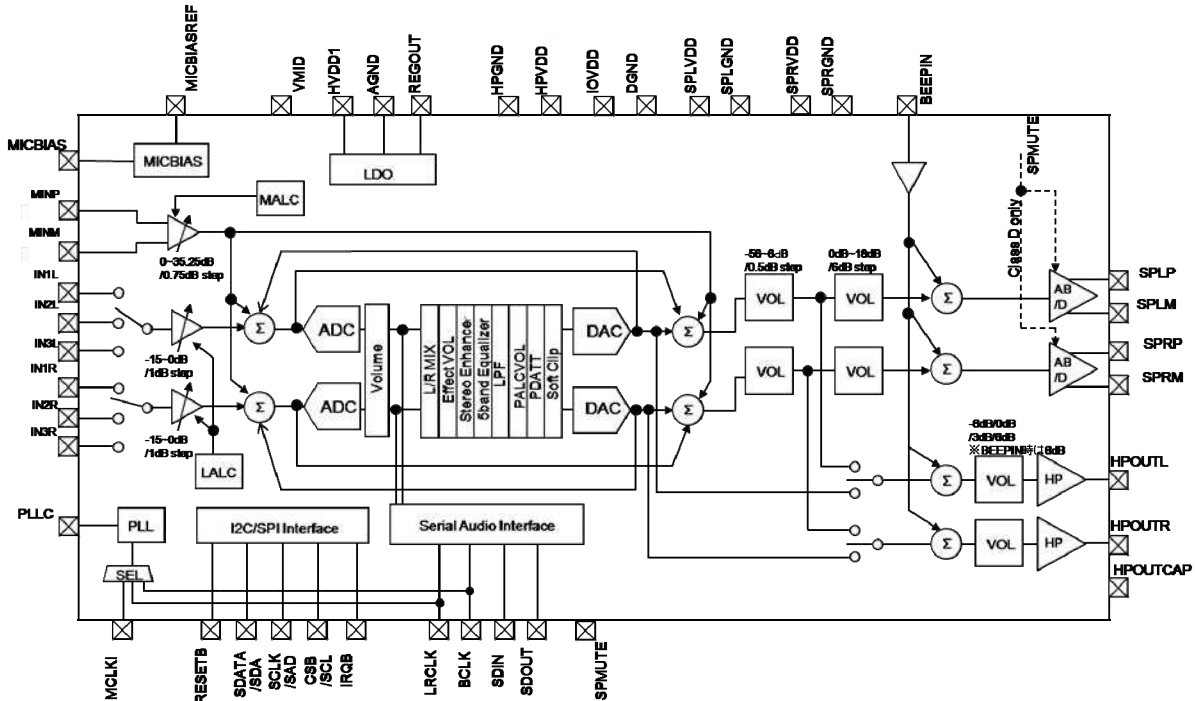 MICBIASREF
VMID
HVDD1
AGND
REGOUT
HPGND
HPVDD
IOVDD
DGND
SPLVDD
SPLGND
SPRVDD
SPRGND
BEEPIN
MICBIAS
MICBIAS
LDO
SPMUTE
MINP
MINM
MALC
0~35.25dB
/0.75dB step
Class D only
IN1L
IN2L
IN3L
-15~0dB
/1dB step
IN1R
IN2R
IN3R
-15~0dB
/1dB step
LALC
Σ
ADC
Σ
ADC
Volume
L/R MIX
Effect VOL
Stereo Enhance
5band Equalizer
LPF
PALCVOL
PDATT
Soft Clip
DAC
DAC
Σ
Σ
-56~6dB
/0.5dB step
0dB~18dB
/6dB step
VOL
VOL
Σ
AB
/D
SPLP
SPLM
VOL
VOL
Σ
AB
/D
SPRP
SPRM
-6dB/0dB
/3dB/6dB
※BEEPIN時は6dB
Σ
VOL
HP
HPOUTL
Σ
VOL
HP
HPOUTR
HPOUTCAP
PLLC
PLL
SEL
I2C/SPI Interface
Serial Audio Interface
MCLKI
RESETB
SDATA
/SDA
SCLK
/SAD
CSB
/SCL
IRQB
LRCLK
BCLK
SDIN
SDOUT
SPMUTE